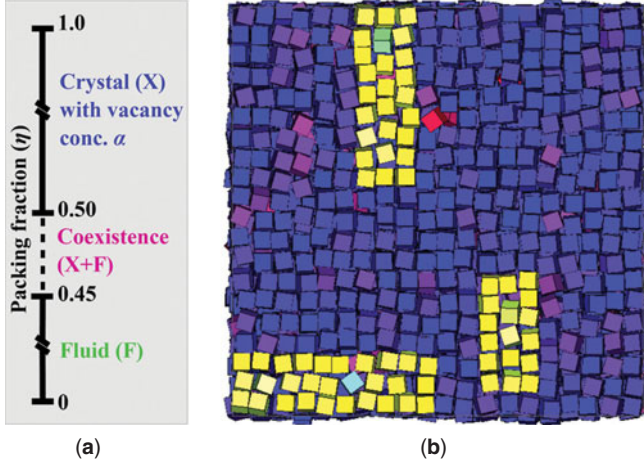 Packing fraction (η)
1.0
Crystal (X)
with vacancy
conc. α
0.50
Coexistence
(X+F)
0.45
Fluid (F)
0
(a)
(b)